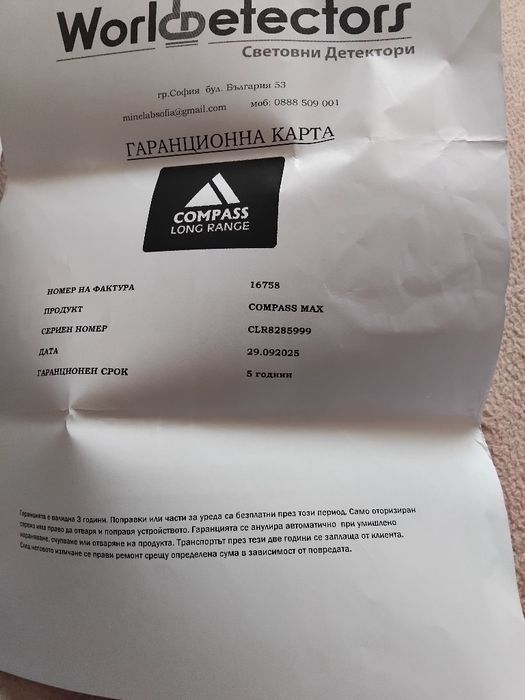 WorldDetectors
Световни Детектори
гр.София бул. България 53
minelabsofia@gmail.com моб: 0888 509 001
ГАРАНЦИОННА КАРТА
COMPASS
LONG RANGE
НОМЕР НА ФАКТУРА 16758
ПРОДУКТ COMPASS MAX
СЕРИЕН НОМЕР CLR8285999
ДАТА 29.092025
ГАРАНЦИОНЕН СРОК 5 години
Гаранцията е валидна 3 години. Поправки или части за уреда са безплатни през този период. Само оторизиран
сервиз има право да отваря и поправя устройството. Гаранцията се анулира автоматично при умишлено
нараняване, счупване или отваряне на продукта. Транспортът през тези две години се заплаща от клиента.
След неговото изтичане се прави ремонт срещу определена сума в зависимост от повредата.